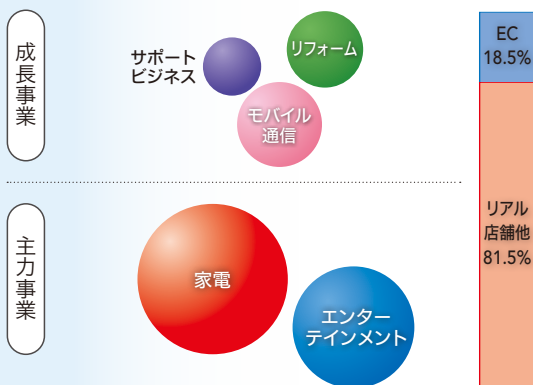 成長事業
サポート
ビジネス
リフォーム
モバイル
通信
主力事業
家電
エンター
テインメント
EC
18.5%
リアル
店舗他
81.5%